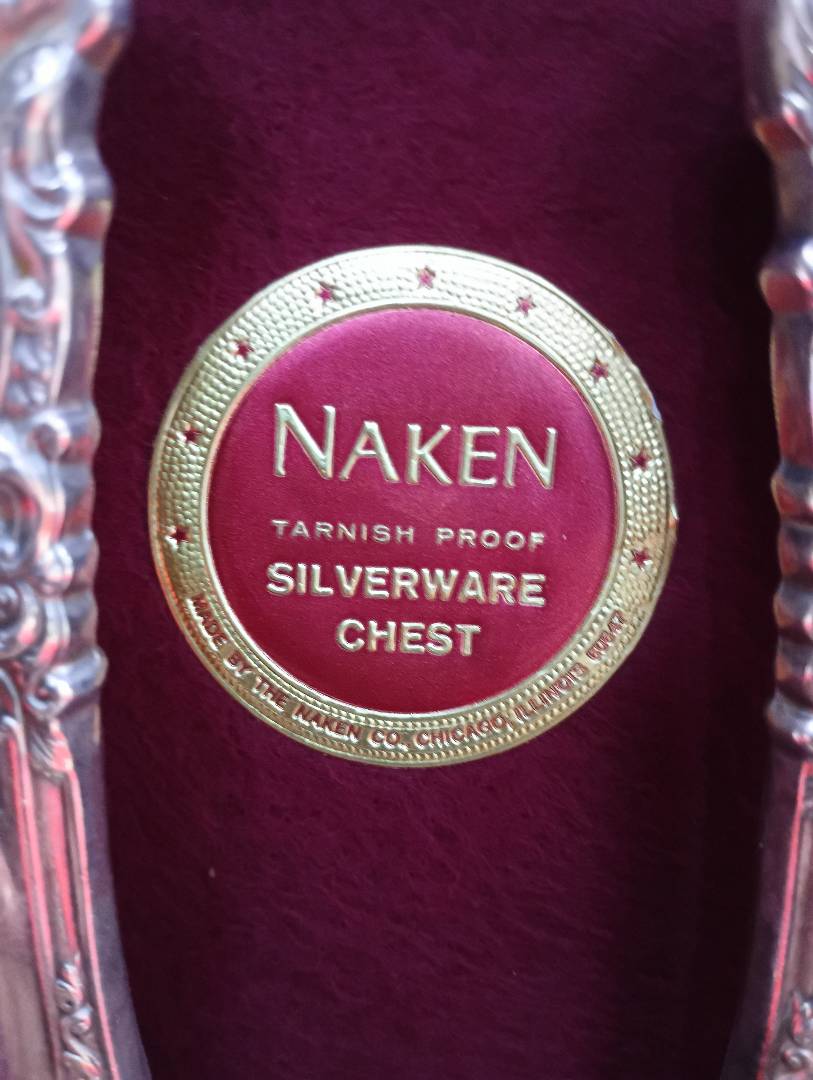 NAKEN
TARNISH PROOF
SILVERWARE
CHEST
MADE BY THE NAKEN CO., CHICAGO, ILLINOIS 60647